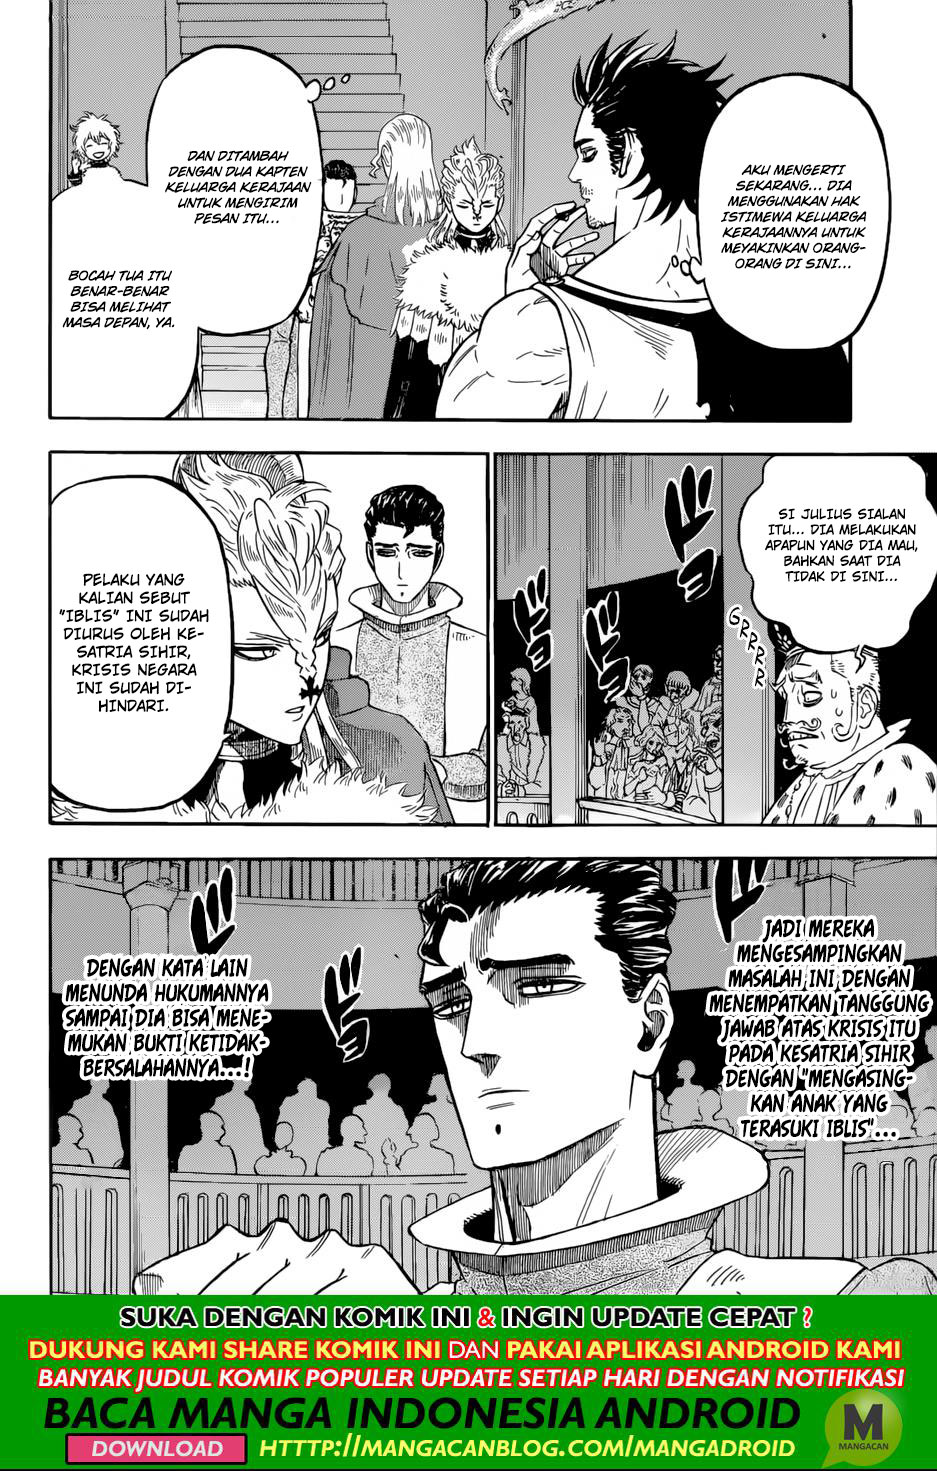 AKU MENGERTI
SEKARANG... DIA
MENGGUNAKAN HAK
ISTIMEWA KELUARGA
KERAJAANNYA UNTUK
MEYAKINKAN ORANG-
ORANG DI SINI...
DAN DITAMBAH
DENGAN DUA KAPTEN
KELUARGA KERAJAAN
UNTUK MENGIRIM
PESAN ITU...
BOCAH TUA ITU
BENAR-BENAR
BISA MELIHAT
MASA DEPAN, YA.
SI JULIUS SIALAN
ITU... DIA MELAKUKAN
APAPUN YANG DIA MAU,
BAHKAN SAAT DIA
TIDAK DI SINI...
GRRRRR
ドヨ
ドヨ
PELAKU YANG
KALIAN SEBUT
"IBLIS" INI SUDAH
DIURUS OLEH KE-
SATRIA SIHIR,
KRISIS NEGARA
INI SUDAH DI-
HINDARI.
JADI MEREKA
MENGESAMPINGKAN
MASALAH INI DENGAN
MENEMPATKAN TANGGUNG
JAWAB ATAS KRISIS ITU
PADA KESATRIA SIHIR
DENGAN "MENGASING-
KAN ANAK YANG
TERASUKI IBLIS"...
DENGAN KATA LAIN
MENUNDA HUKUMANNYA
SAMPAI DIA BISA MENE-
MUKAN BUKTI KETIDAK-
BERSALAHANNYA...!
SUKA DENGAN KOMIK INI & INGIN UPDATE CEPAT ?
DUKUNG KAMI SHARE KOMIK INI DAN PAKAI APLIKASI ANDROID KAMI
BANYAK JUDUL KOMIK POPULER UPDATE SETIAP HARI DENGAN NOTIFIKASI
BACA MANGA INDONESIA ANDROID
DOWNLOAD
HTTTP://MANGACANBLOG.COM/MANGADROID
M
MANGACAN